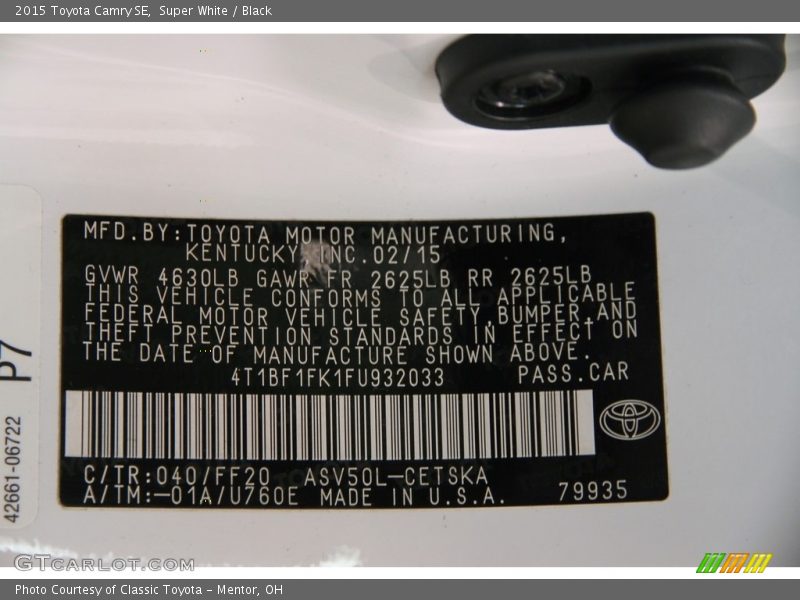 2015 Toyota Camry SE, Super White / Black
MFD.BY:TOYOTA MOTOR MANUFACTURING,
KENTUCKY, INC.02/15
GVWR 4630LB GAWR FR 2625LB RR 2625LB
THIS VEHICLE CONFORMS TO ALL APPLICABLE
FEDERAL MOTOR VEHICLE SAFETY BUMPER,AND
THEFT PREVENTION STANDARDS IN EFFECT ON
THE DATE OF MANUFACTURE SHOWN ABOVE.
4T1BF1FK1FU932033 PASS.CAR
C/TR:040/FF20 ASV50L-CETSKA
A/TM:-01A/U760E MADE IN U.S.A. 79935
P7
42661-06722
GTCARLOT.COM
Photo Courtesy of Classic Toyota - Mentor, OH